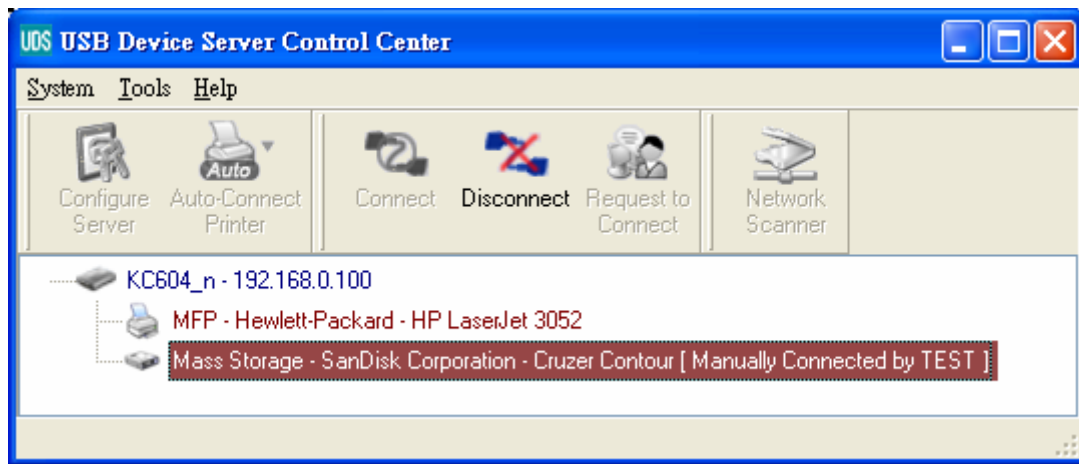 UDS USB Device Server Control Center
System Tools Help
Auto
Configure Server
Auto-Connect Printer
Connect
Disconnect
Request to Connect
Network Scanner
KC604_n - 192.168.0.100
MFP - Hewlett-Packard - HP LaserJet 3052
Mass Storage - SanDisk Corporation - Cruzer Contour [ Manually Connected by TEST ]